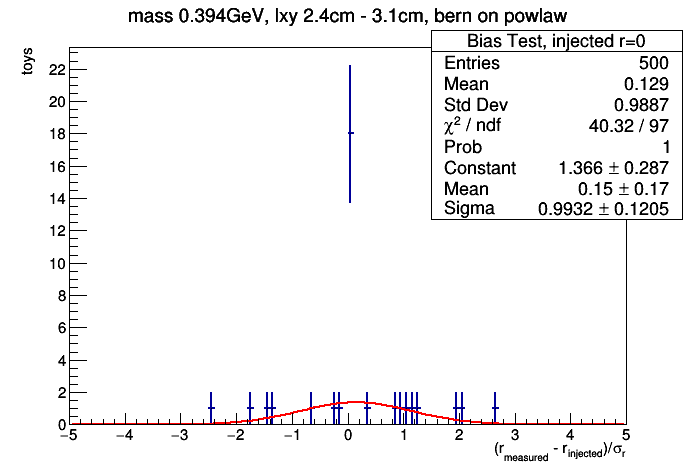 mass 0.394GeV, lxy 2.4cm - 3.1cm, bern on powlaw
toys
Bias Test, injected r=0
Entries 500
Mean 0.129
Std Dev 0.9887
χ² / ndf 40.32 / 97
Prob 1
Constant 1.366 ± 0.287
Mean 0.15 ± 0.17
Sigma 0.9932 ± 0.1205
22
20
18
16
14
12
10
8
6
4
2
0
−5 −4 −3 −2 −1 0 1 2 3 4 5
(r_measured - r_injected)/σ_r